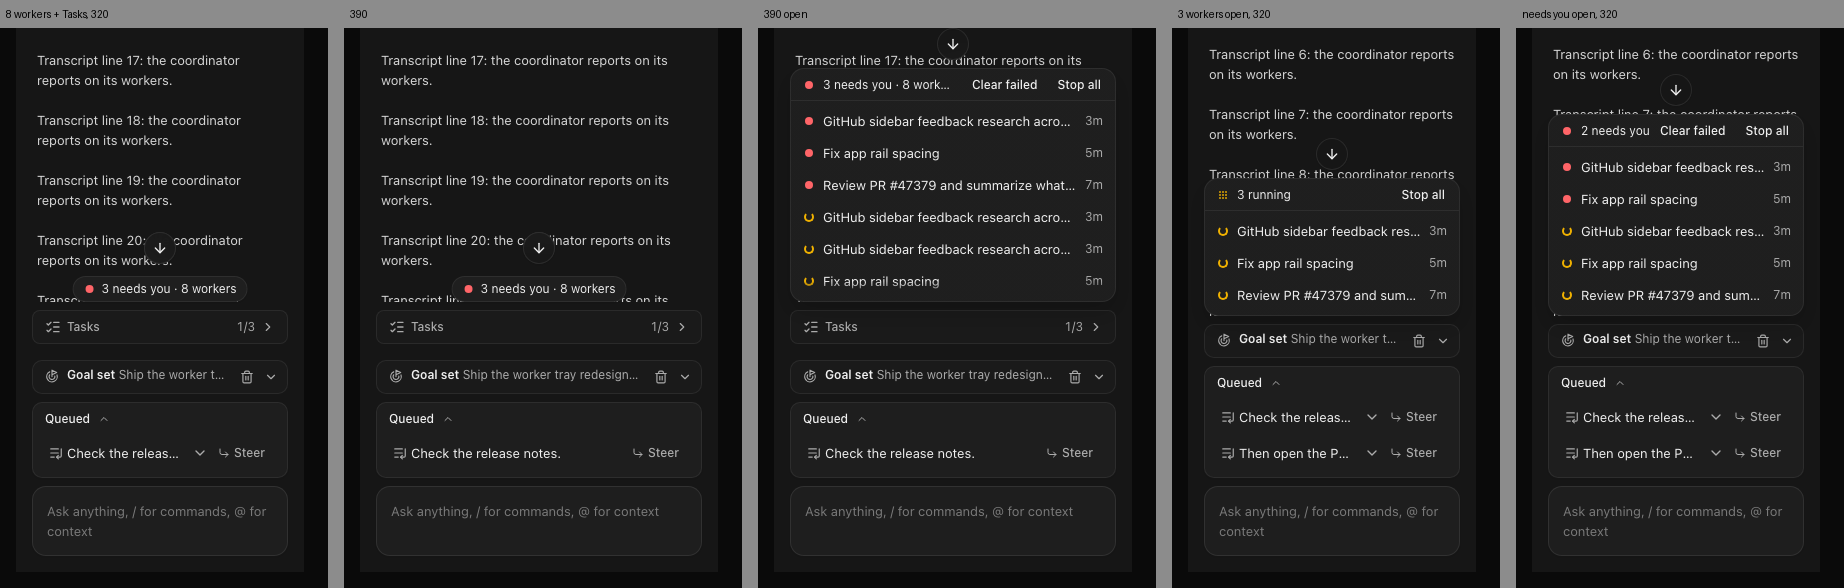 8 workers + Tasks, 320
Transcript line 17: the coordinator
reports on its workers.
Transcript line 18: the coordinator
reports on its workers.
Transcript line 19: the coordinator
reports on its workers.
Transcript line 20: coordinator
reports on its workers.
3 needs you · 8 workers
Tasks 1/3
Goal set Ship the worker t...
Queued
Check the releas... Steer
Ask anything, / for commands, @ for
context
390
Transcript line 17: the coordinator reports on its
workers.
Transcript line 18: the coordinator reports on its
workers.
Transcript line 19: the coordinator reports on its
workers.
Transcript line 20: the coordinator reports on its
workers.
3 needs you · 8 workers
Tasks 1/3
Goal set Ship the worker tray redesign...
Queued
Check the release notes. Steer
Ask anything, / for commands, @ for context
390 open
Transcript line 17: the coordinator reports on its
3 needs you · 8 work... Clear failed Stop all
GitHub sidebar feedback research acro... 3m
Fix app rail spacing 5m
Review PR #47379 and summarize what... 7m
GitHub sidebar feedback research acro... 3m
GitHub sidebar feedback research acro... 3m
Fix app rail spacing 5m
Tasks 1/3
Goal set Ship the worker tray redesign...
Queued
Check the release notes. Steer
Ask anything, / for commands, @ for context
3 workers open, 320
Transcript line 6: the coordinator reports
on its workers.
Transcript line 7: the coordinator reports
on its workers.
Transcript line 8: the coordinator reports
3 running Stop all
GitHub sidebar feedback res... 3m
Fix app rail spacing 5m
Review PR #47379 and sum... 7m
Goal set Ship the worker t...
Queued
Check the releas... Steer
Then open the P... Steer
Ask anything, / for commands, @ for
context
needs you open, 320
Transcript line 6: the coordinator reports
on its workers.
Transcript line 7: the coordinator reports
2 needs you Clear failed Stop all
GitHub sidebar feedback res... 3m
Fix app rail spacing 5m
GitHub sidebar feedback res... 3m
Fix app rail spacing 5m
Review PR #47379 and sum... 7m
Goal set Ship the worker t...
Queued
Check the releas... Steer
Then open the P... Steer
Ask anything, / for commands, @ for
context